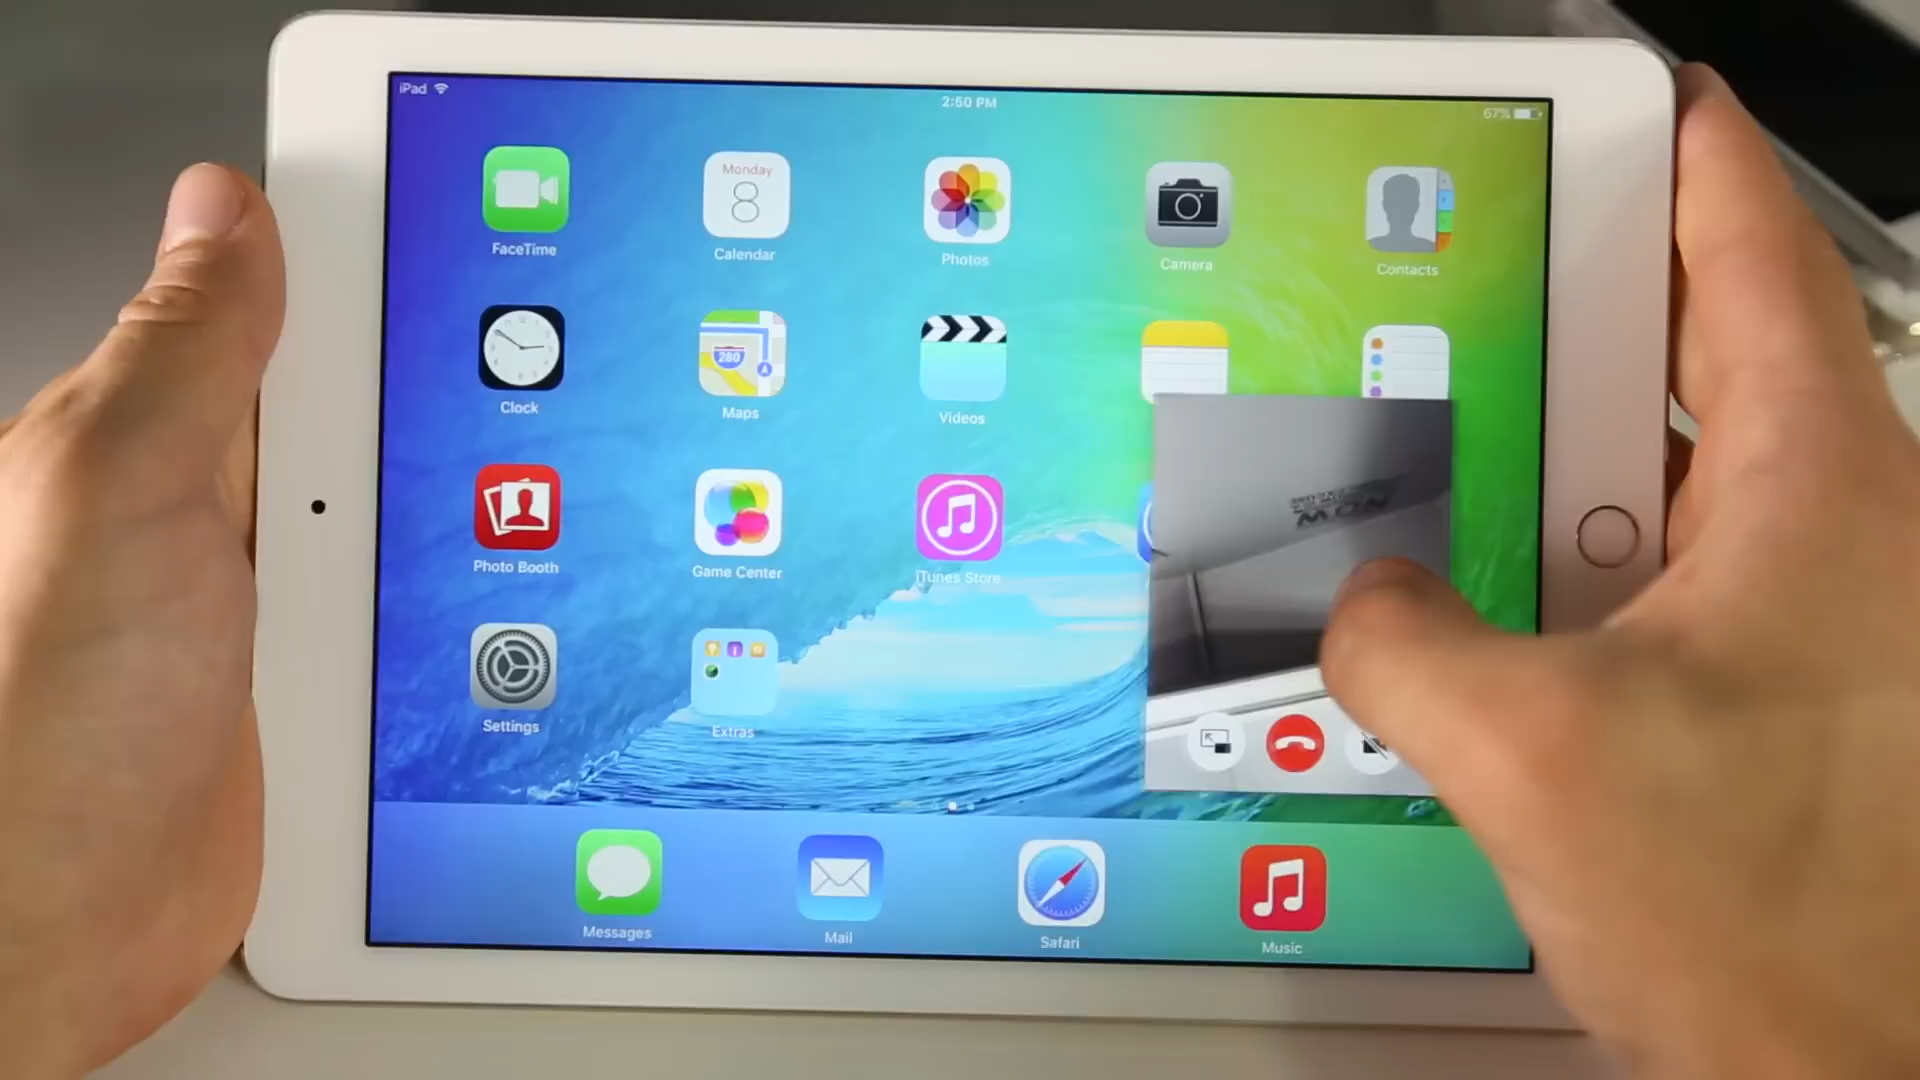 iPad
2:50 PM
67%
Monday
8
FaceTime
Calendar
Photos
Camera
Contacts
280
Clock
Maps
Videos
Photo Booth
Game Center
iTunes Store
Settings
Extras
Messages
Mail
Safari
Music